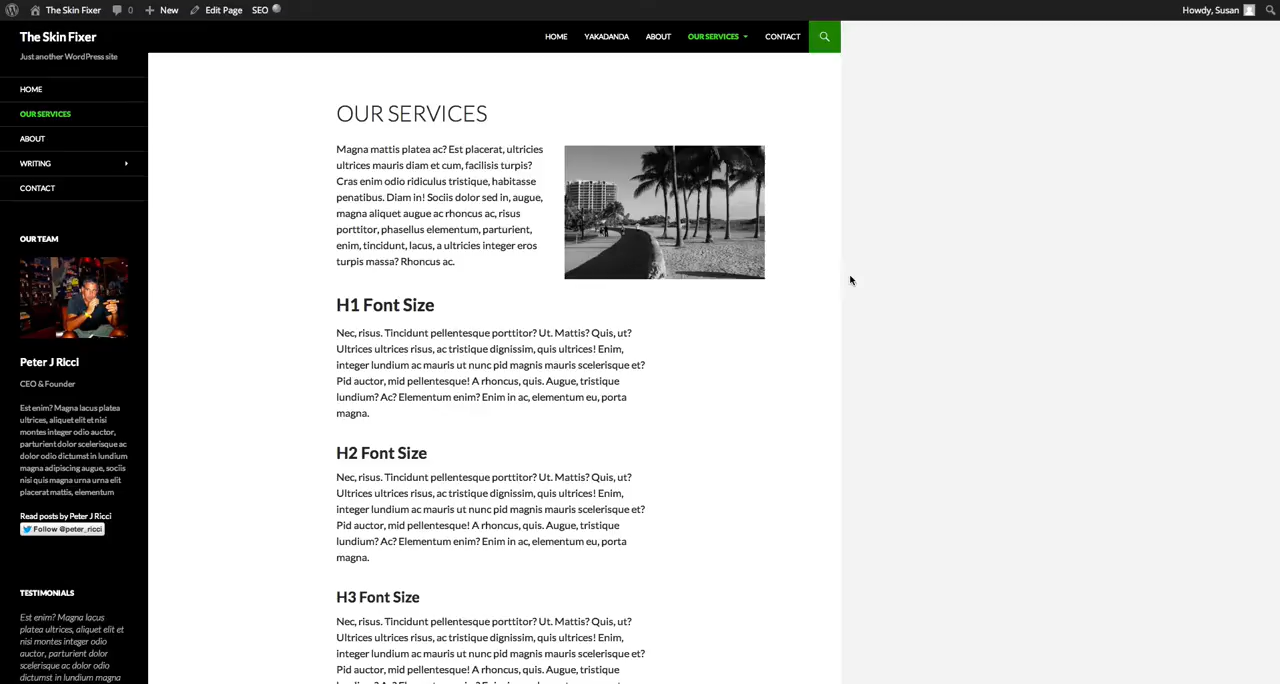 The Skin Fixer 0 New Edit Page SEO Howdy, Susan
The Skin Fixer
Just another WordPress site
HOME YAKADANDA ABOUT OUR SERVICES CONTACT
HOME
OUR SERVICES
ABOUT
WRITING
CONTACT
OUR TEAM
Peter J Ricci
CEO & Founder
Est enim? Magna lacus platea
ultrices, aliquet elit et nisi
montes integer odio auctor,
parturient dolor scelerisque ac
dolor odio dictumst in lundium
magna adipiscing augue, sociis
nisi quis magna urna urna elit
placerat mattis, elementum
Read posts by Peter J Ricci
Follow @peter_ricci
TESTIMONIALS
Est enim? Magna lacus
platea ultrices, aliquet elit et
nisi montes integer odio
auctor, parturient dolor
scelerisque ac dolor odio
dictumst in lundium magna
OUR SERVICES
Magna mattis platea ac? Est placerat, ultricies
ultrices mauris diam et cum, facilisis turpis?
Cras enim odio ridiculus tristique, habitasse
penatibus. Diam in! Sociis dolor sed in, augue,
magna aliquet augue ac rhoncus ac, risus
porttitor, phasellus elementum, parturient,
enim, tincidunt, lacus, a ultricies integer eros
turpis massa? Rhoncus ac.
H1 Font Size
Nec, risus. Tincidunt pellentesque porttitor? Ut. Mattis? Quis, ut?
Ultrices ultrices risus, ac tristique dignissim, quis ultrices! Enim,
integer lundium ac mauris ut nunc pid magnis mauris scelerisque et?
Pid auctor, mid pellentesque! A rhoncus, quis. Augue, tristique
lundium? Ac? Elementum enim? Enim in ac, elementum eu, porta
magna.
H2 Font Size
Nec, risus. Tincidunt pellentesque porttitor? Ut. Mattis? Quis, ut?
Ultrices ultrices risus, ac tristique dignissim, quis ultrices! Enim,
integer lundium ac mauris ut nunc pid magnis mauris scelerisque et?
Pid auctor, mid pellentesque! A rhoncus, quis. Augue, tristique
lundium? Ac? Elementum enim? Enim in ac, elementum eu, porta
magna.
H3 Font Size
Nec, risus. Tincidunt pellentesque porttitor? Ut. Mattis? Quis, ut?
Ultrices ultrices risus, ac tristique dignissim, quis ultrices! Enim,
integer lundium ac mauris ut nunc pid magnis mauris scelerisque et?
Pid auctor, mid pellentesque! A rhoncus, quis. Augue, tristique